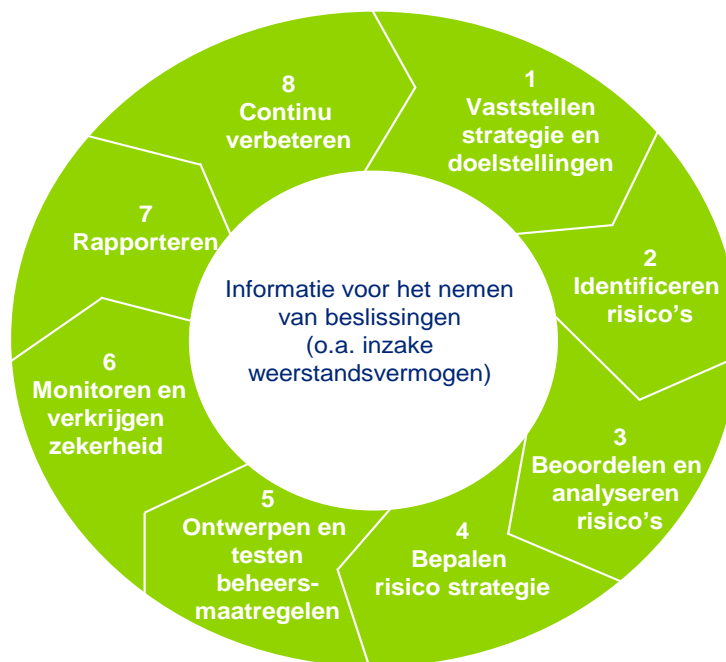 1
Vaststellen
strategie en
doelstellingen
2
Identificeren
risico's
3
Beoordelen en
analyseren
risico's
4
Bepalen
risico strategie
5
Ontwerpen en
testen
beheers-
maatregelen
6
Monitoren en
verkrijgen
zekerheid
7
Rapporteren
8
Continu
verbeteren
Informatie voor het nemen
van beslissingen
(o.a. inzake
weerstandsvermogen)